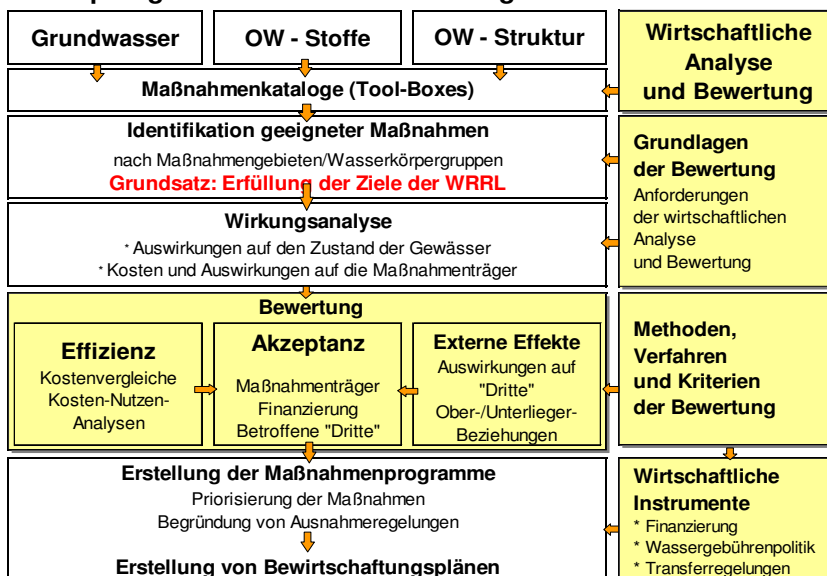 Grundwasser
OW - Stoffe
OW - Struktur
Maßnahmenkataloge (Tool-Boxes)
Identifikation geeigneter Maßnahmen
nach Maßnahmengebieten/Wasserkörpergruppen
Grundsatz: Erfüllung der Ziele der WRRL
Wirkungsanalyse
* Auswirkungen auf den Zustand der Gewässer
* Kosten und Auswirkungen auf die Maßnahmenträger
Bewertung
Effizienz
Kostenvergleiche
Kosten-Nutzen-
Analysen
Akzeptanz
Maßnahmenträger
Finanzierung
Betroffene "Dritte"
Externe Effekte
Auswirkungen auf
"Dritte"
Ober-/Unterlieger-
Beziehungen
Erstellung der Maßnahmenprogramme
Priorisierung der Maßnahmen
Begründung von Ausnahmeregelungen
Erstellung von Bewirtschaftungsplänen
Wirtschaftliche
Analyse
und Bewertung
Grundlagen
der Bewertung
Anforderungen
der wirtschaftlichen
Analyse
und Bewertung
Methoden,
Verfahren
und Kriterien
der Bewertung
Wirtschaftliche
Instrumente
* Finanzierung
* Wassergebührenpolitik
* Transferregelungen